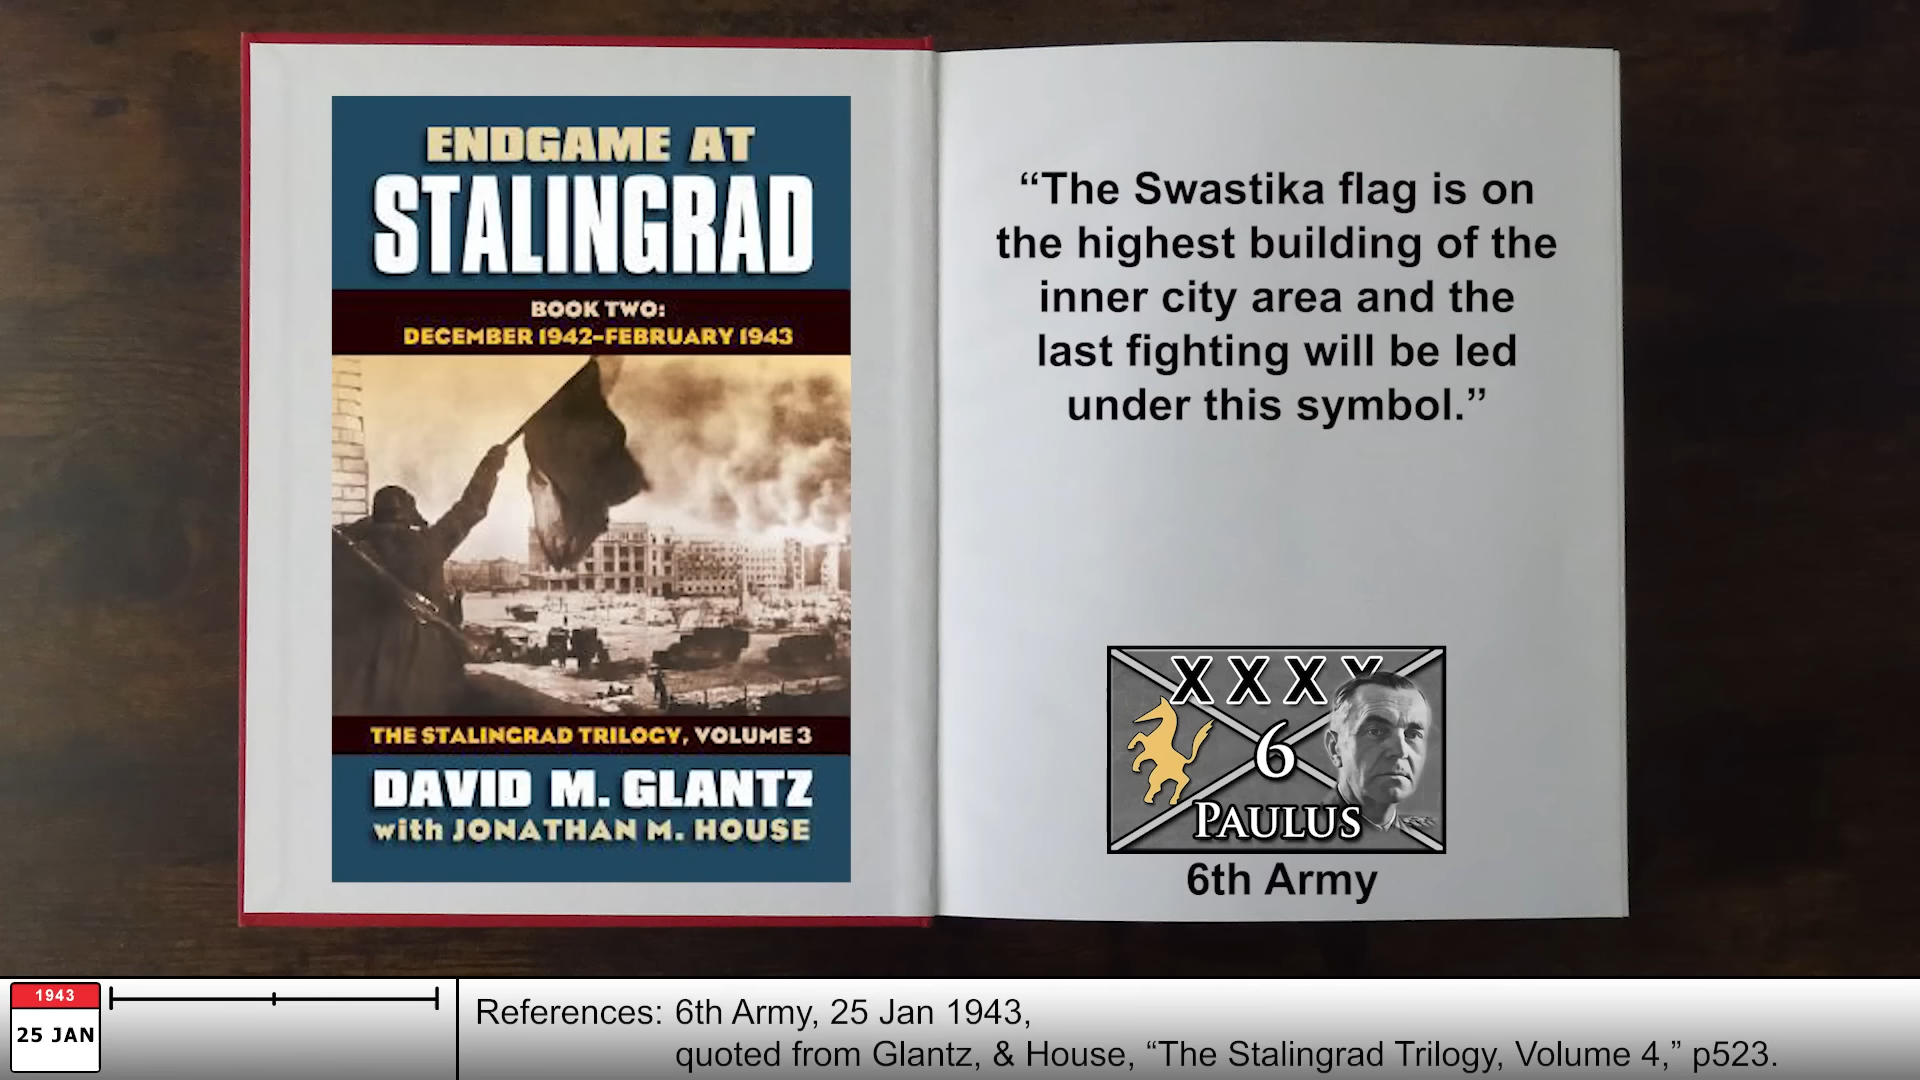 ENDGAME AT
STALINGRAD
BOOK TWO:
DECEMBER 1942–FEBRUARY 1943
THE STALINGRAD TRILOGY, VOLUME 3
DAVID M. GLANTZ
with JONATHAN M. HOUSE
“The Swastika flag is on
the highest building of the
inner city area and the
last fighting will be led
under this symbol.”
X X X X
6
PAULUS
6th Army
1943
25 JAN
References: 6th Army, 25 Jan 1943,
quoted from Glantz, & House, “The Stalingrad Trilogy, Volume 4,” p523.